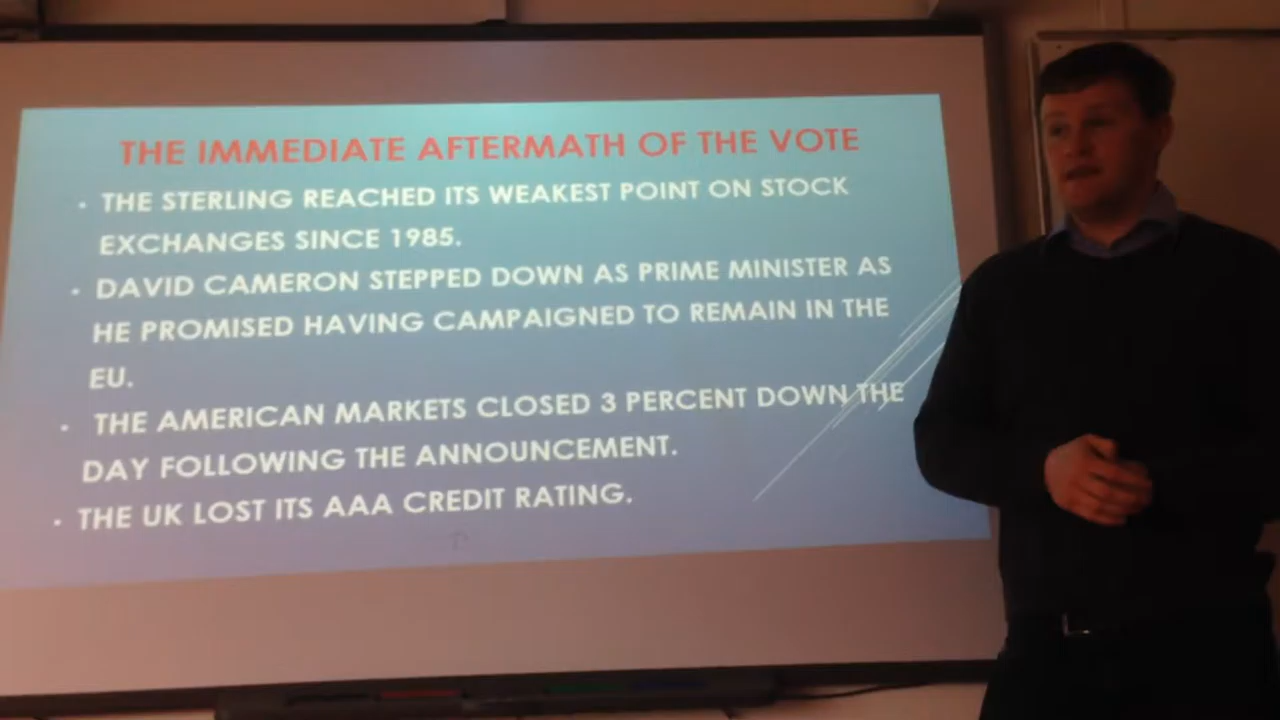 THE IMMEDIATE AFTERMATH OF THE VOTE
• THE STERLING REACHED ITS WEAKEST POINT ON STOCK
EXCHANGES SINCE 1985.
• DAVID CAMERON STEPPED DOWN AS PRIME MINISTER AS
HE PROMISED HAVING CAMPAIGNED TO REMAIN IN THE
EU.
• THE AMERICAN MARKETS CLOSED 3 PERCENT DOWN THE
DAY FOLLOWING THE ANNOUNCEMENT.
• THE UK LOST ITS AAA CREDIT RATING.